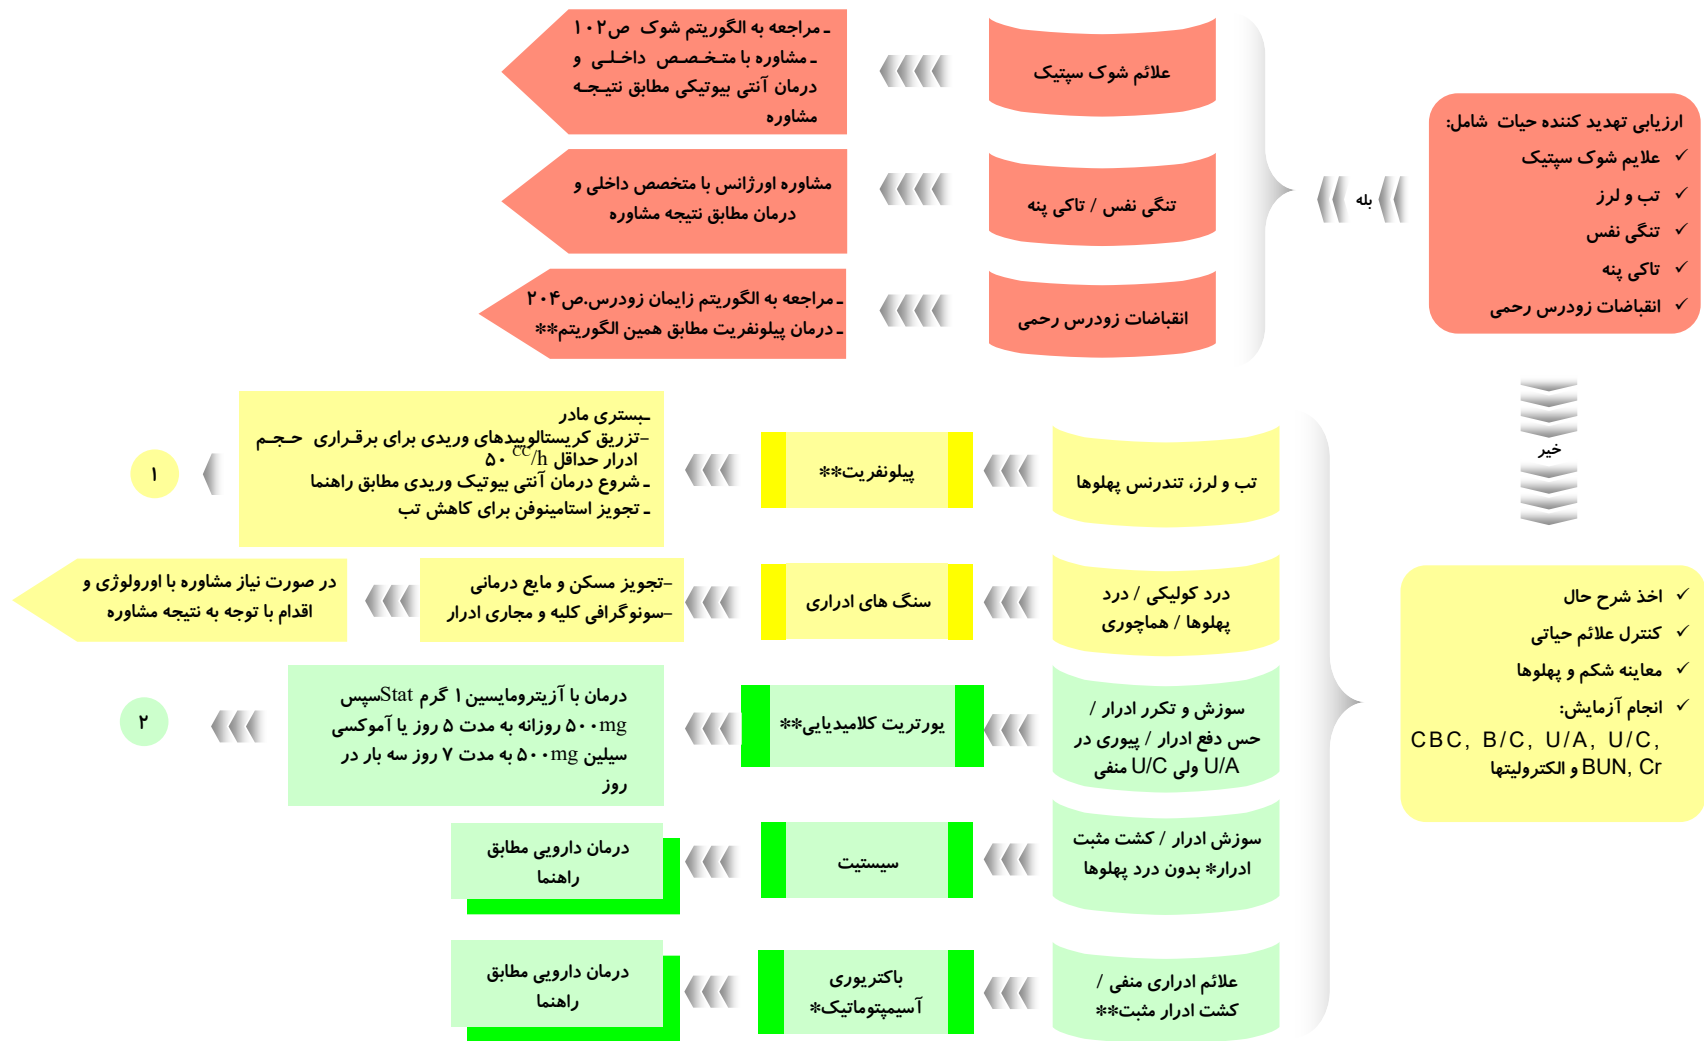 ارزیابی تهدید کننده حیات شامل:
✓ علایم شوک سپتیک
✓ تب و لرز
✓ تنگی نفس
✓ تاکی پنه
✓ انقباضات زودرس رحمی
بله
علائم شوک سپتیک
ـ مراجعه به الگوریتم شوک ص۱۰۲
ـ مشاوره با متـخـصـص داخـلـی و
درمان آنتی بیوتیکی مطابق نتیـجـه
مشاوره
تنگی نفس / تاکی پنه
مشاوره اورژانس با متخصص داخلی و
درمان مطابق نتیجه مشاوره
انقباضات زودرس رحمی
ـ مراجعه به الگوریتم زایمان زودرس.ص۲۰۴
ـ درمان پیلونفریت مطابق همین الگوریتم**
خیر
✓ اخذ شرح حال
✓ کنترل علائم حیاتی
✓ معاینه شکم و پهلوها
✓ انجام آزمایش:
CBC, B/C, U/A, U/C,
BUN, Cr و الکترولیتها
تب و لرز، تندرنس پهلوها
پیلونفریت**
ـبستری مادر
-تزریق کریستالوییدهای وریدی برای برقـراری حـجـم
ادرار حداقل ۵۰ CC/h
ـ شروع درمان آنتی بیوتیک وریدی مطابق راهنما
ـ تجویز استامینوفن برای کاهش تب
۱
درد کولیکی / درد
پهلوها / هماچوری
سنگ های ادراری
-تجویز مسکن و مایع درمانی
-سونوگرافی کلیه و مجاری ادرار
در صورت نیاز مشاوره با اورولوژی و
اقدام با توجه به نتیجه مشاوره
سوزش و تکرر ادرار /
حس دفع ادرار / پیوری در
U/A ولی U/C منفی
یورتریت کلامیدیایی**
درمان با آزیترومایسین ۱ گرم Statسپس
۵۰۰mg روزانه به مدت ۵ روز یا آموکسی
سیلین ۵۰۰mg به مدت ۷ روز سه بار در
روز
۲
سوزش ادرار / کشت مثبت
ادرار* بدون درد پهلوها
سیستیت
درمان دارویی مطابق
راهنما
علائم ادراری منفی /
کشت ادرار مثبت**
باکتریوری
آسیمپتوماتیک*
درمان دارویی مطابق
راهنما